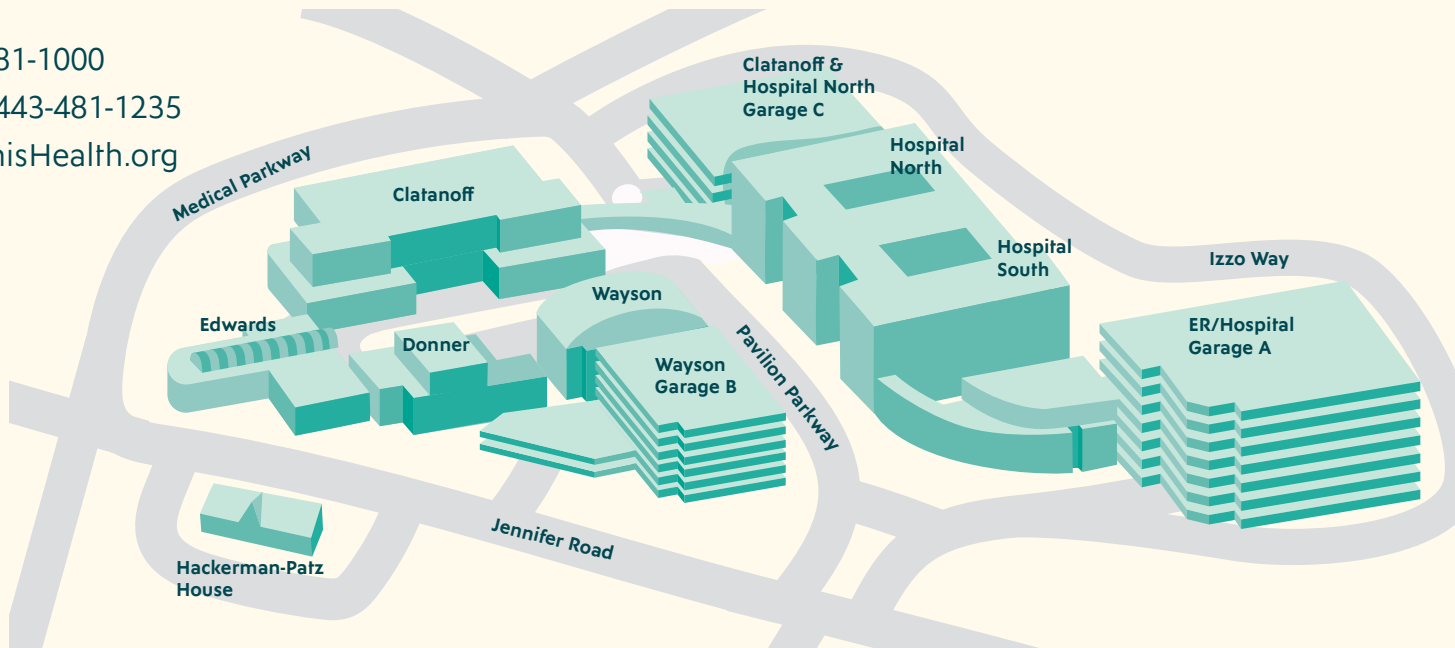 81-1000
443-481-1235
nisHealth.org
Clatanoff &
Hospital North
Garage C
Hospital
North
Medical Parkway
Clatanoff
Hospital
South
Izzo Way
Wayson
Edwards
Donner
ER/Hospital
Garage A
Pavilion Parkway
Wayson
Garage B
Jennifer Road
Hackerman-Patz
House